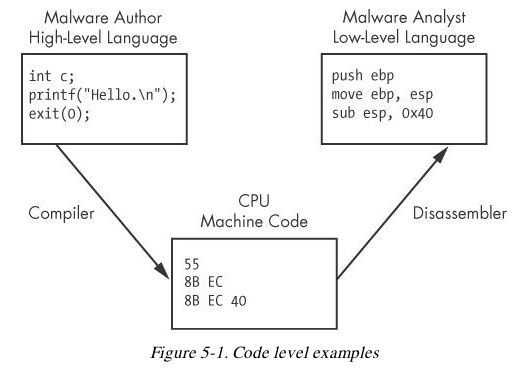 Malware Author
High-Level Language
int c;
printf("Hello.\n");
exit(0);
Malware Analyst
Low-Level Language
push ebp
move ebp, esp
sub esp, 0x40
Compiler
CPU
Machine Code
55
8B EC
8B EC 40
Disassembler
Figure 5-1. Code level examples